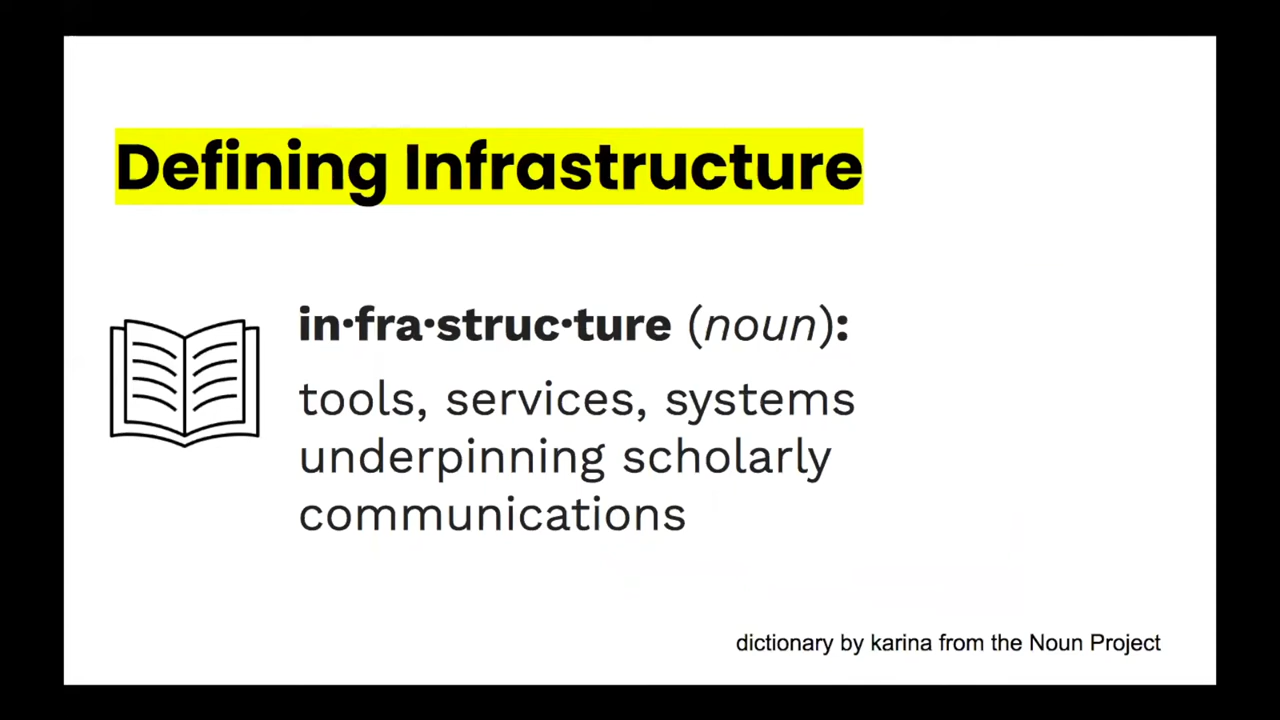 Defining Infrastructure
in·fra·struc·ture (noun):
tools, services, systems
underpinning scholarly
communications
dictionary by karina from the Noun Project